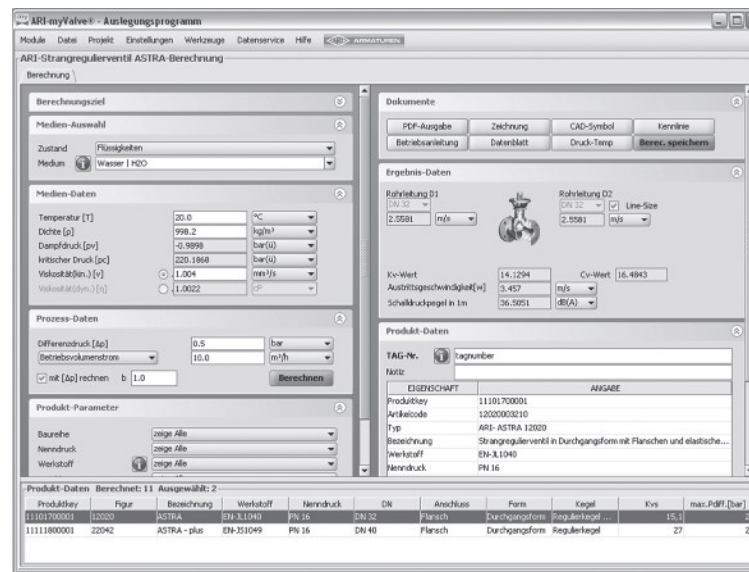 ARI-myValve® - Auslegungsprogramm
Module Datei Projekt Einstellungen Werkzeuge Datenservice Hilfe ARI ARMATUREN
ARI-Strangregulierventil ASTRA-Berechnung
Berechnung
Berechnungsziel
Medien-Auswahl
Zustand Flüssigkeiten
Medium Wasser | H2O
Medien-Daten
Temperatur [T] 20.0 °C
Dichte [ρ] 998.2 kg/m³
Dampfdruck [pv] -0.9898 bar(ü)
kritischer Druck [pc] 220.1868 bar(ü)
Viskosität(kin.) [ν] 1.004 mm²/s
Viskosität(dyn.) [η] 1.0022 cP
Prozess-Daten
Differenzdruck [Δp] 0.5 bar
Betriebsvolumenstrom 10.0 m³/h
mit [Δp] rechnen b 1.0 Berechnen
Produkt-Parameter
Baureihe zeige Alle
Nenndruck zeige Alle
Werkstoff zeige Alle
Dokumente
PDF-Ausgabe Zeichnung CAD-Symbol Kennlinie
Betriebsanleitung Datenblatt Druck-Temp Berec. speichern
Ergebnis-Daten
Rohrleitung D1 Rohrleitung D2
DN 32 DN 32 Line-Size
2.5581 m/s 2.5581 m/s
Kv-Wert 14.1294 Cv-Wert 16.4843
Austrittsgeschwindigkeit[w] 3.457 m/s
Schalldruckpegel in 1m 36.5051 dB(A)
Produkt-Daten
TAG-Nr. tagnumber
Notiz
EIGENSCHAFT ANGABE
Produktkey 11101700001
Artikelcode 12020003210
Typ ARI- ASTRA 12020
Bezeichnung Strangregulierventil in Durchgangsform mit Flanschen und elastische...
Werkstoff EN-JL1040
Nenndruck PN 16
Produkt-Daten Berechnet: 11 Ausgewählt: 2
Produktkey Figur Bezeichnung Werkstoff Nenndruck DN Anschluss Form Kegel Kvs max.Pdiff.[bar]
11101700001 12020 ASTRA EN-JL1040 PN 16 DN 32 Flansch Durchgangsform Regulierkegel ... 15,1 2
11111800001 22042 ASTRA - plus EN-JS1049 PN 16 DN 40 Flansch Durchgangsform Regulierkegel 27 2